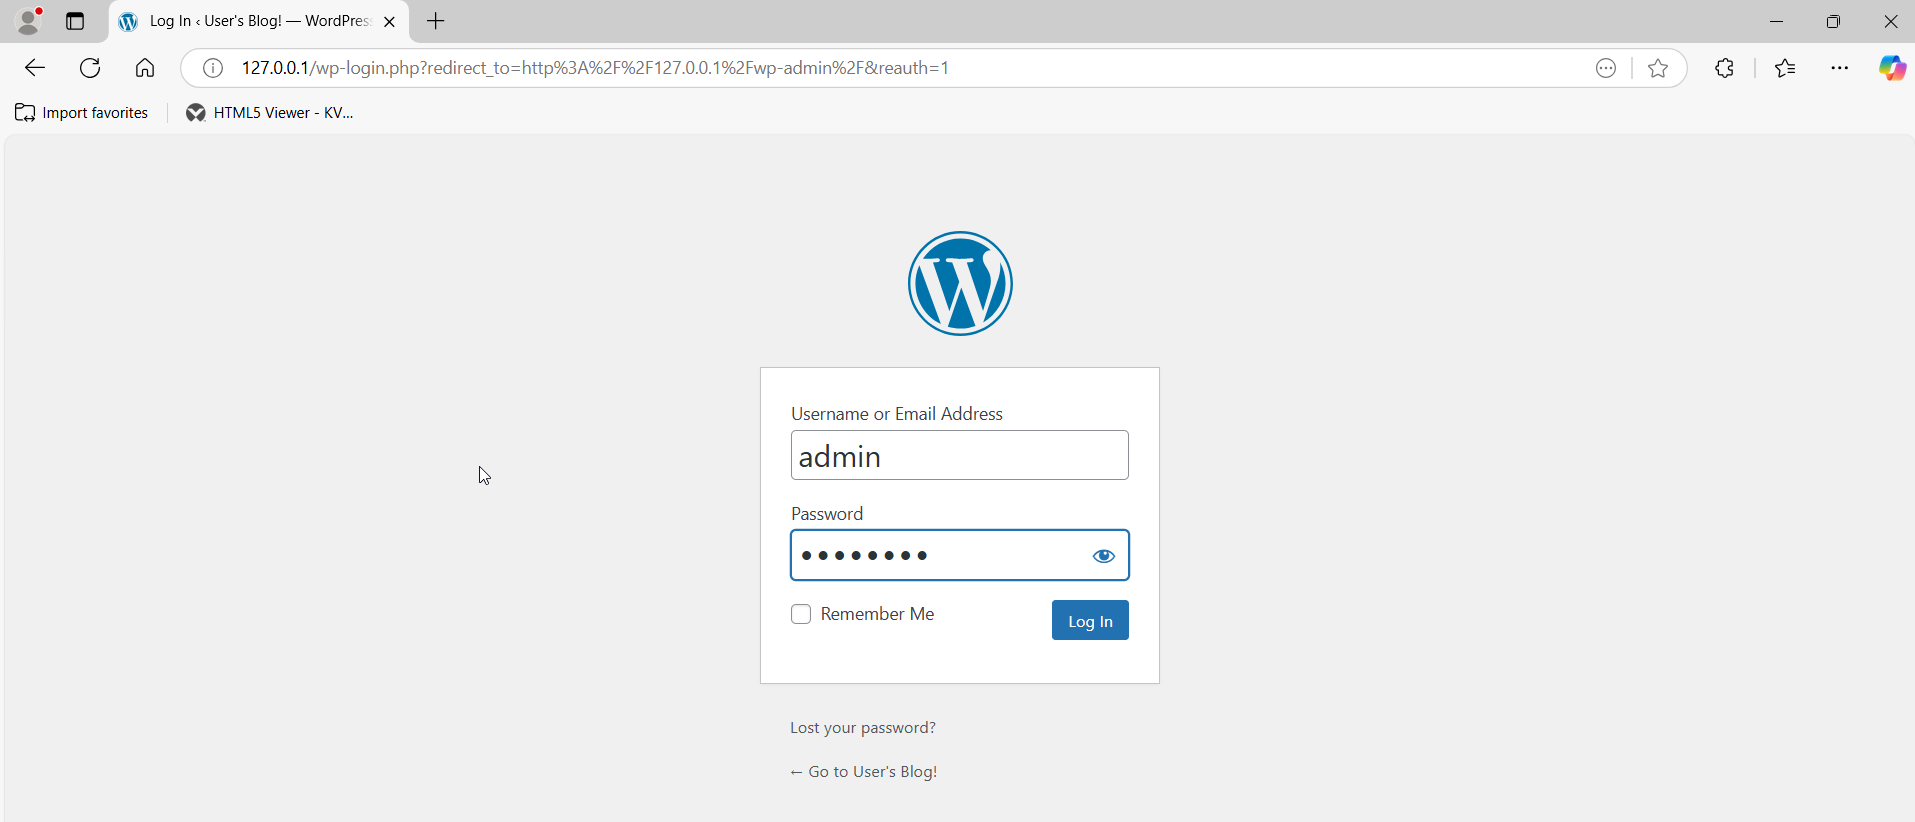 Log In ‹ User's Blog! — WordPress
127.0.0.1/wp-login.php?redirect_to=http%3A%2F%2F127.0.0.1%2Fwp-admin%2F&reauth=1
Import favorites
HTML5 Viewer - KV...
Username or Email Address
admin
Password
Remember Me
Log In
Lost your password?
← Go to User's Blog!